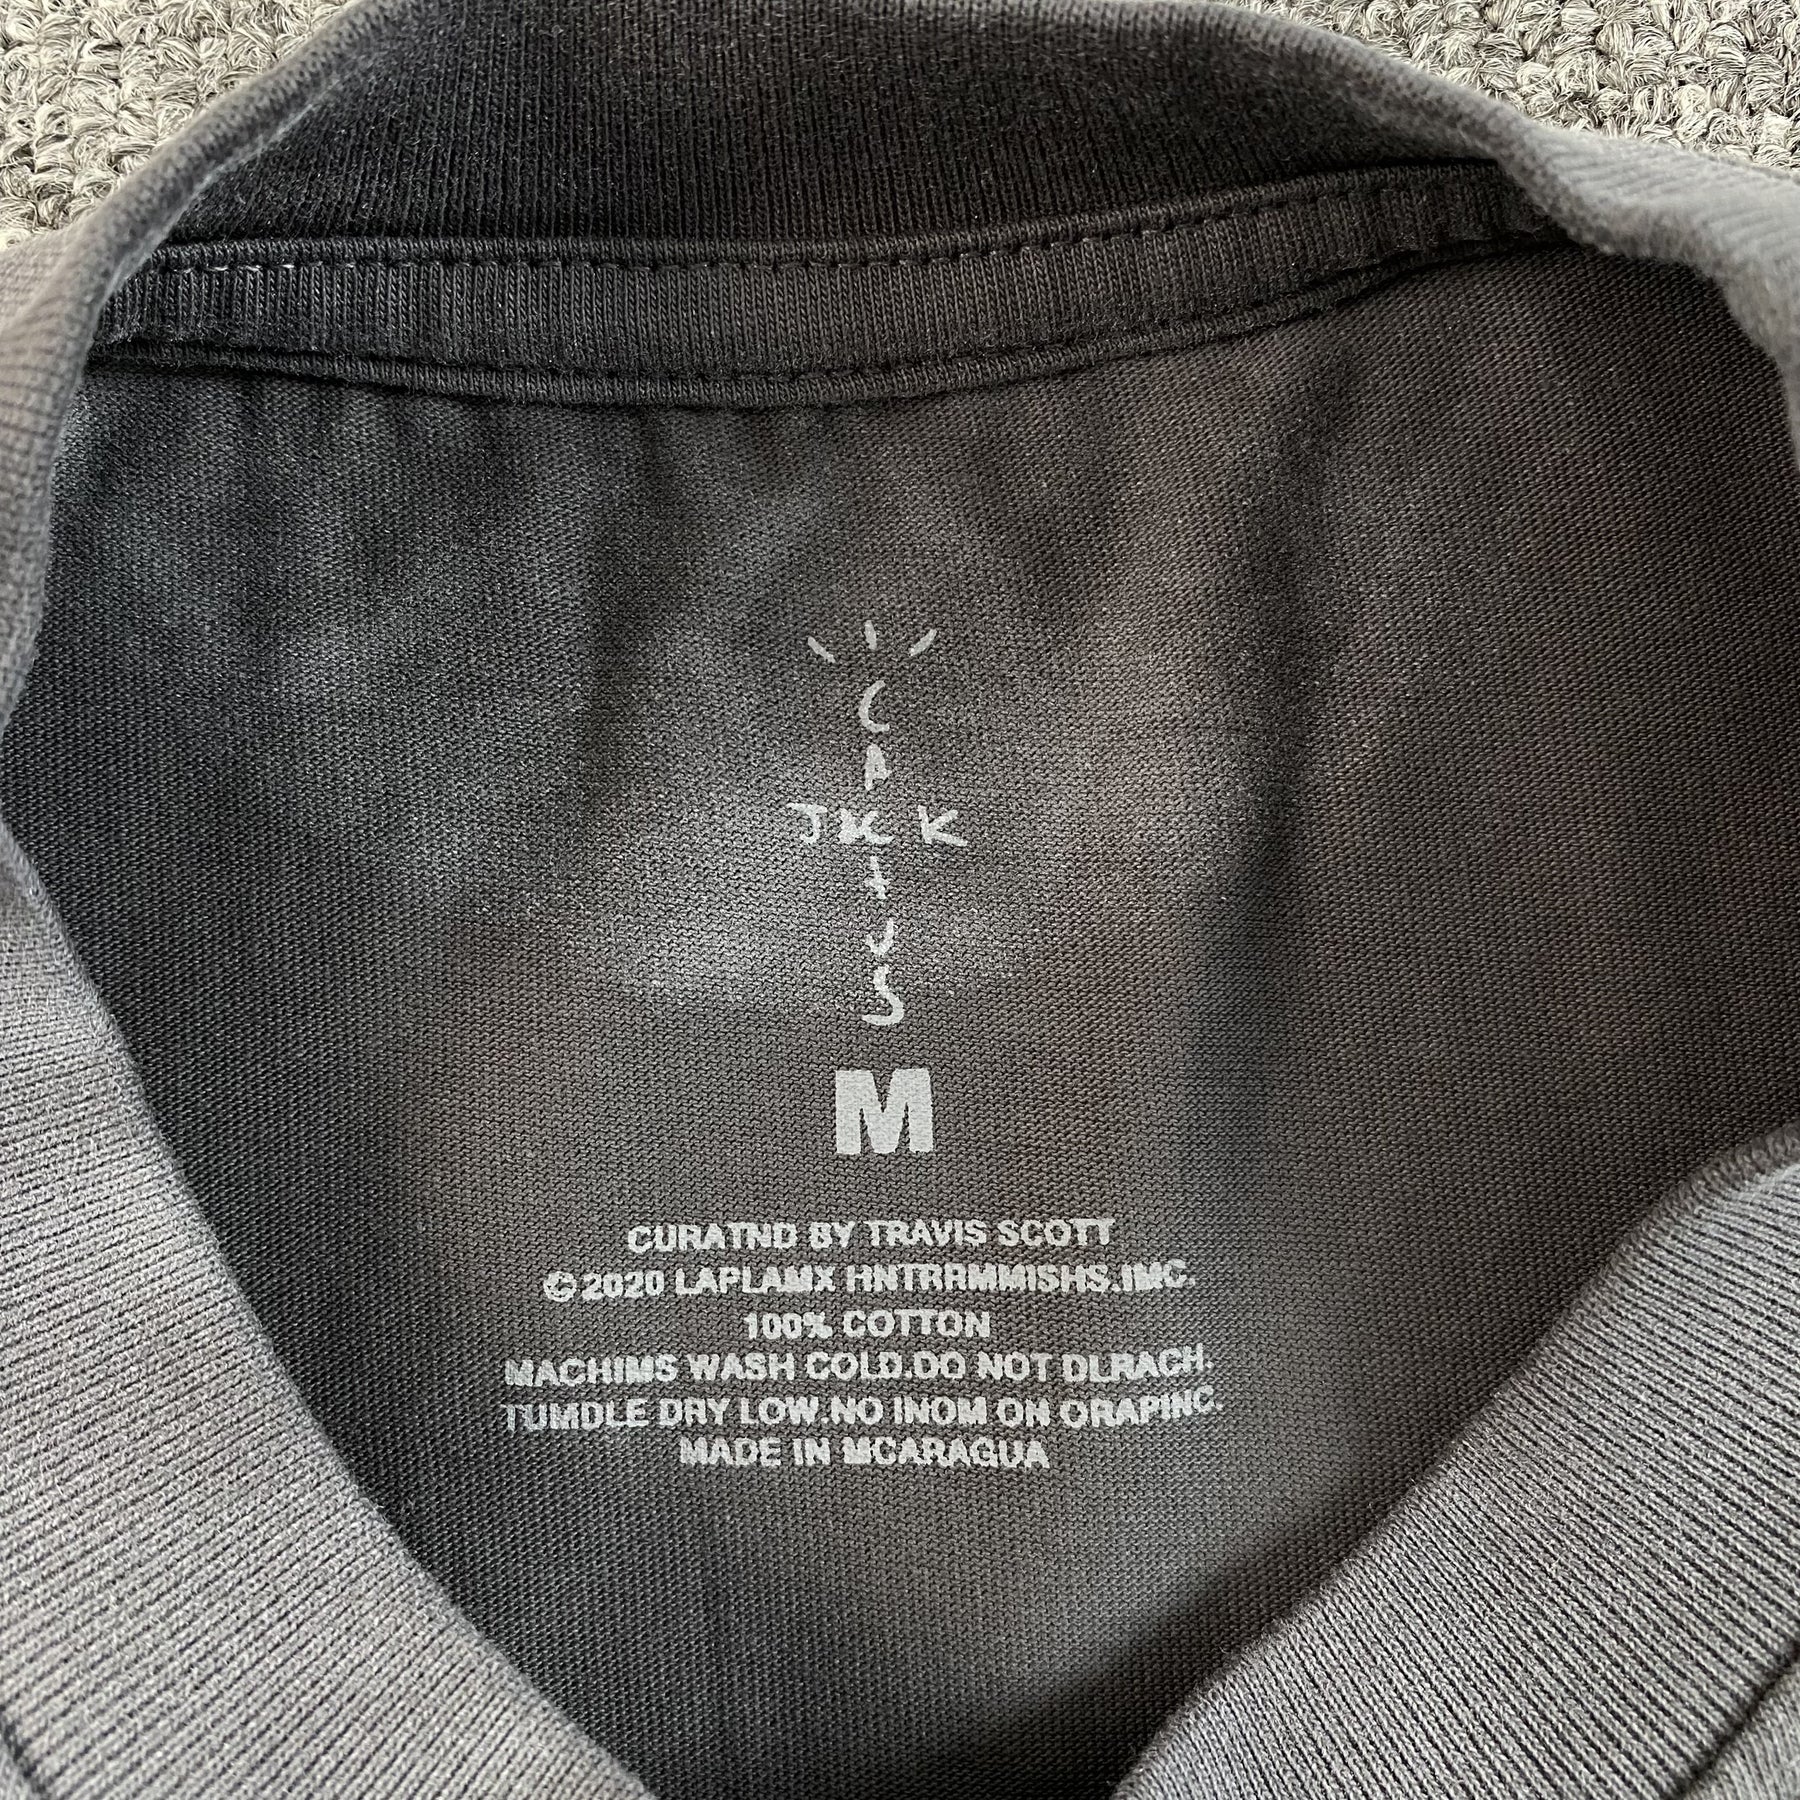 CACTUS
JACK
M
CURATND BY TRAVIS SCOTT
©2020 LAPLAMX HNTRRMMISHS.IMC.
100% COTTON
MACHIMS WASH COLD.DO NOT DLRACH.
TUMDLE DRY LOW.NO INOM ON ORAPINC.
MADE IN MCARAGUA